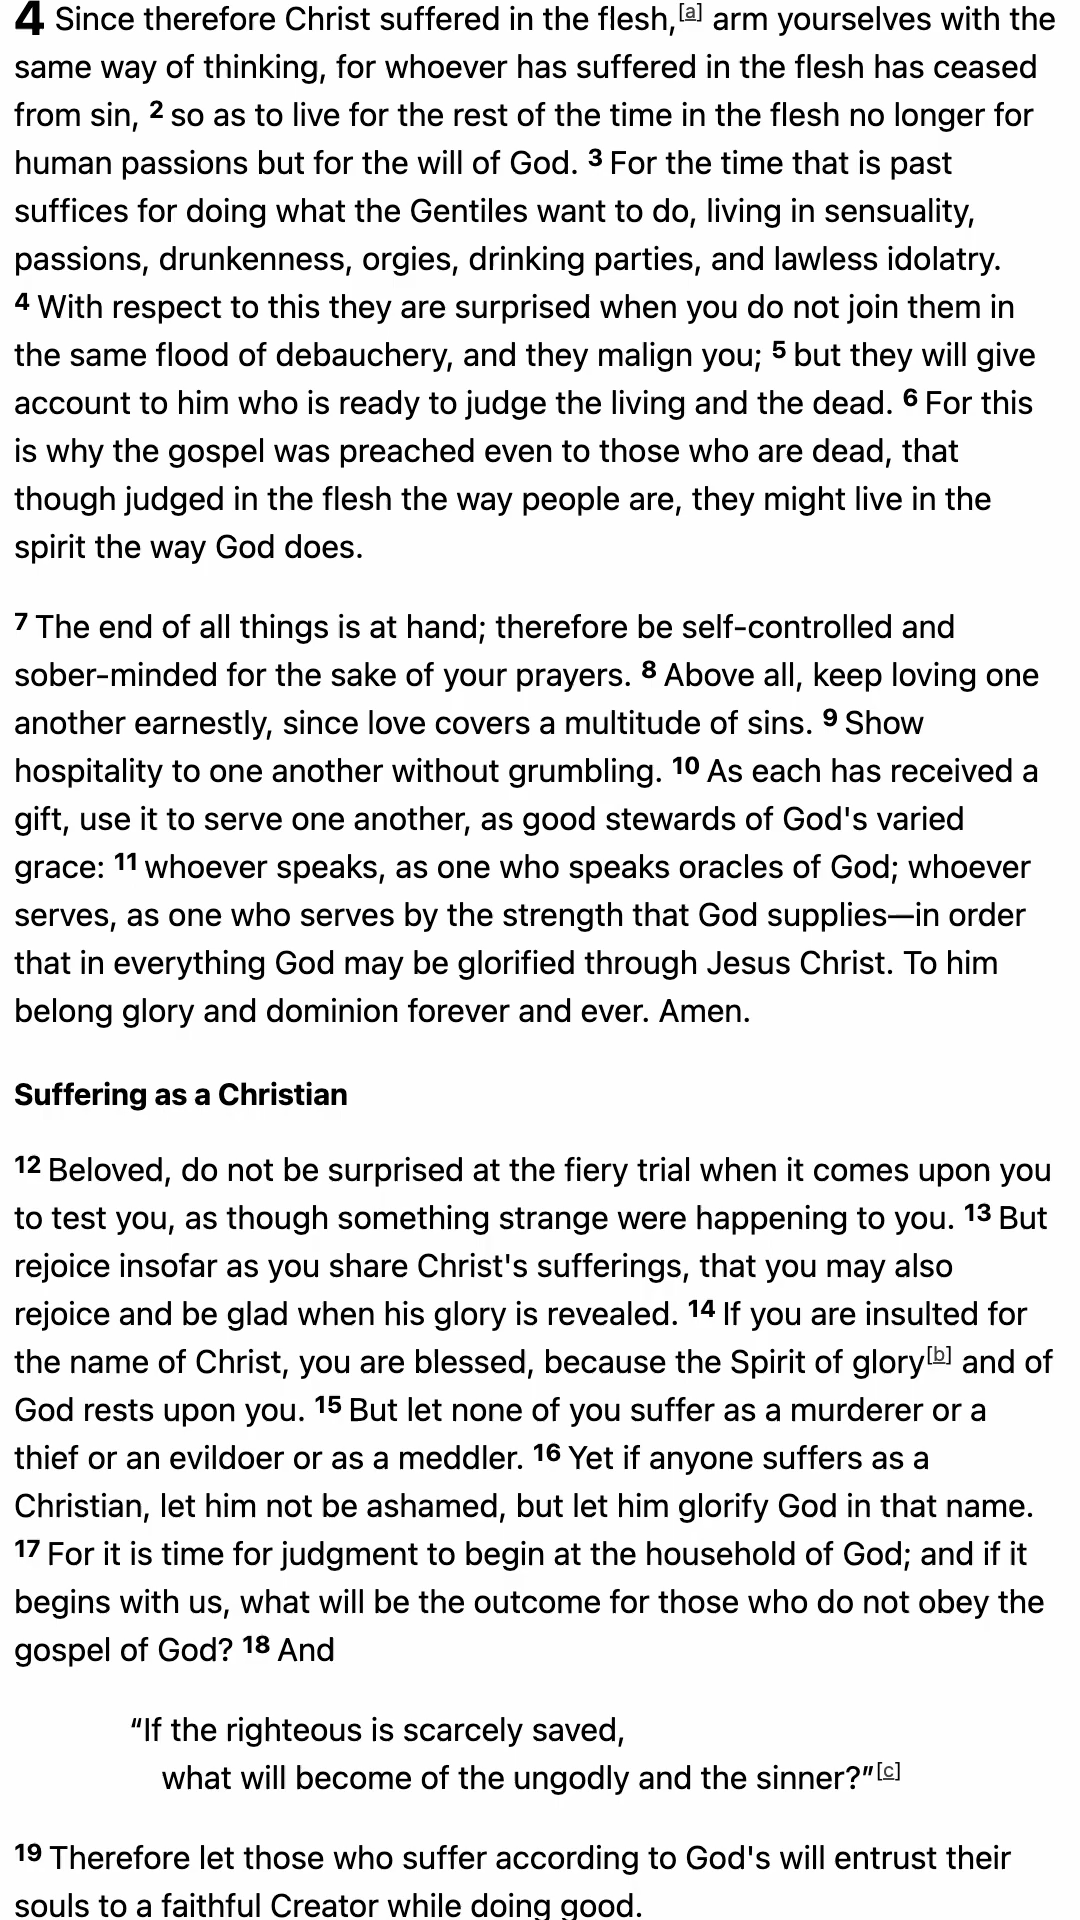 4 Since therefore Christ suffered in the flesh,[a] arm yourselves with the
same way of thinking, for whoever has suffered in the flesh has ceased
from sin, 2 so as to live for the rest of the time in the flesh no longer for
human passions but for the will of God. 3 For the time that is past
suffices for doing what the Gentiles want to do, living in sensuality,
passions, drunkenness, orgies, drinking parties, and lawless idolatry.
4 With respect to this they are surprised when you do not join them in
the same flood of debauchery, and they malign you; 5 but they will give
account to him who is ready to judge the living and the dead. 6 For this
is why the gospel was preached even to those who are dead, that
though judged in the flesh the way people are, they might live in the
spirit the way God does.
7 The end of all things is at hand; therefore be self-controlled and
sober-minded for the sake of your prayers. 8 Above all, keep loving one
another earnestly, since love covers a multitude of sins. 9 Show
hospitality to one another without grumbling. 10 As each has received a
gift, use it to serve one another, as good stewards of God's varied
grace: 11 whoever speaks, as one who speaks oracles of God; whoever
serves, as one who serves by the strength that God supplies—in order
that in everything God may be glorified through Jesus Christ. To him
belong glory and dominion forever and ever. Amen.
Suffering as a Christian
12 Beloved, do not be surprised at the fiery trial when it comes upon you
to test you, as though something strange were happening to you. 13 But
rejoice insofar as you share Christ's sufferings, that you may also
rejoice and be glad when his glory is revealed. 14 If you are insulted for
the name of Christ, you are blessed, because the Spirit of glory[b] and of
God rests upon you. 15 But let none of you suffer as a murderer or a
thief or an evildoer or as a meddler. 16 Yet if anyone suffers as a
Christian, let him not be ashamed, but let him glorify God in that name.
17 For it is time for judgment to begin at the household of God; and if it
begins with us, what will be the outcome for those who do not obey the
gospel of God? 18 And
“If the righteous is scarcely saved,
what will become of the ungodly and the sinner?”[c]
19 Therefore let those who suffer according to God's will entrust their
souls to a faithful Creator while doing good.